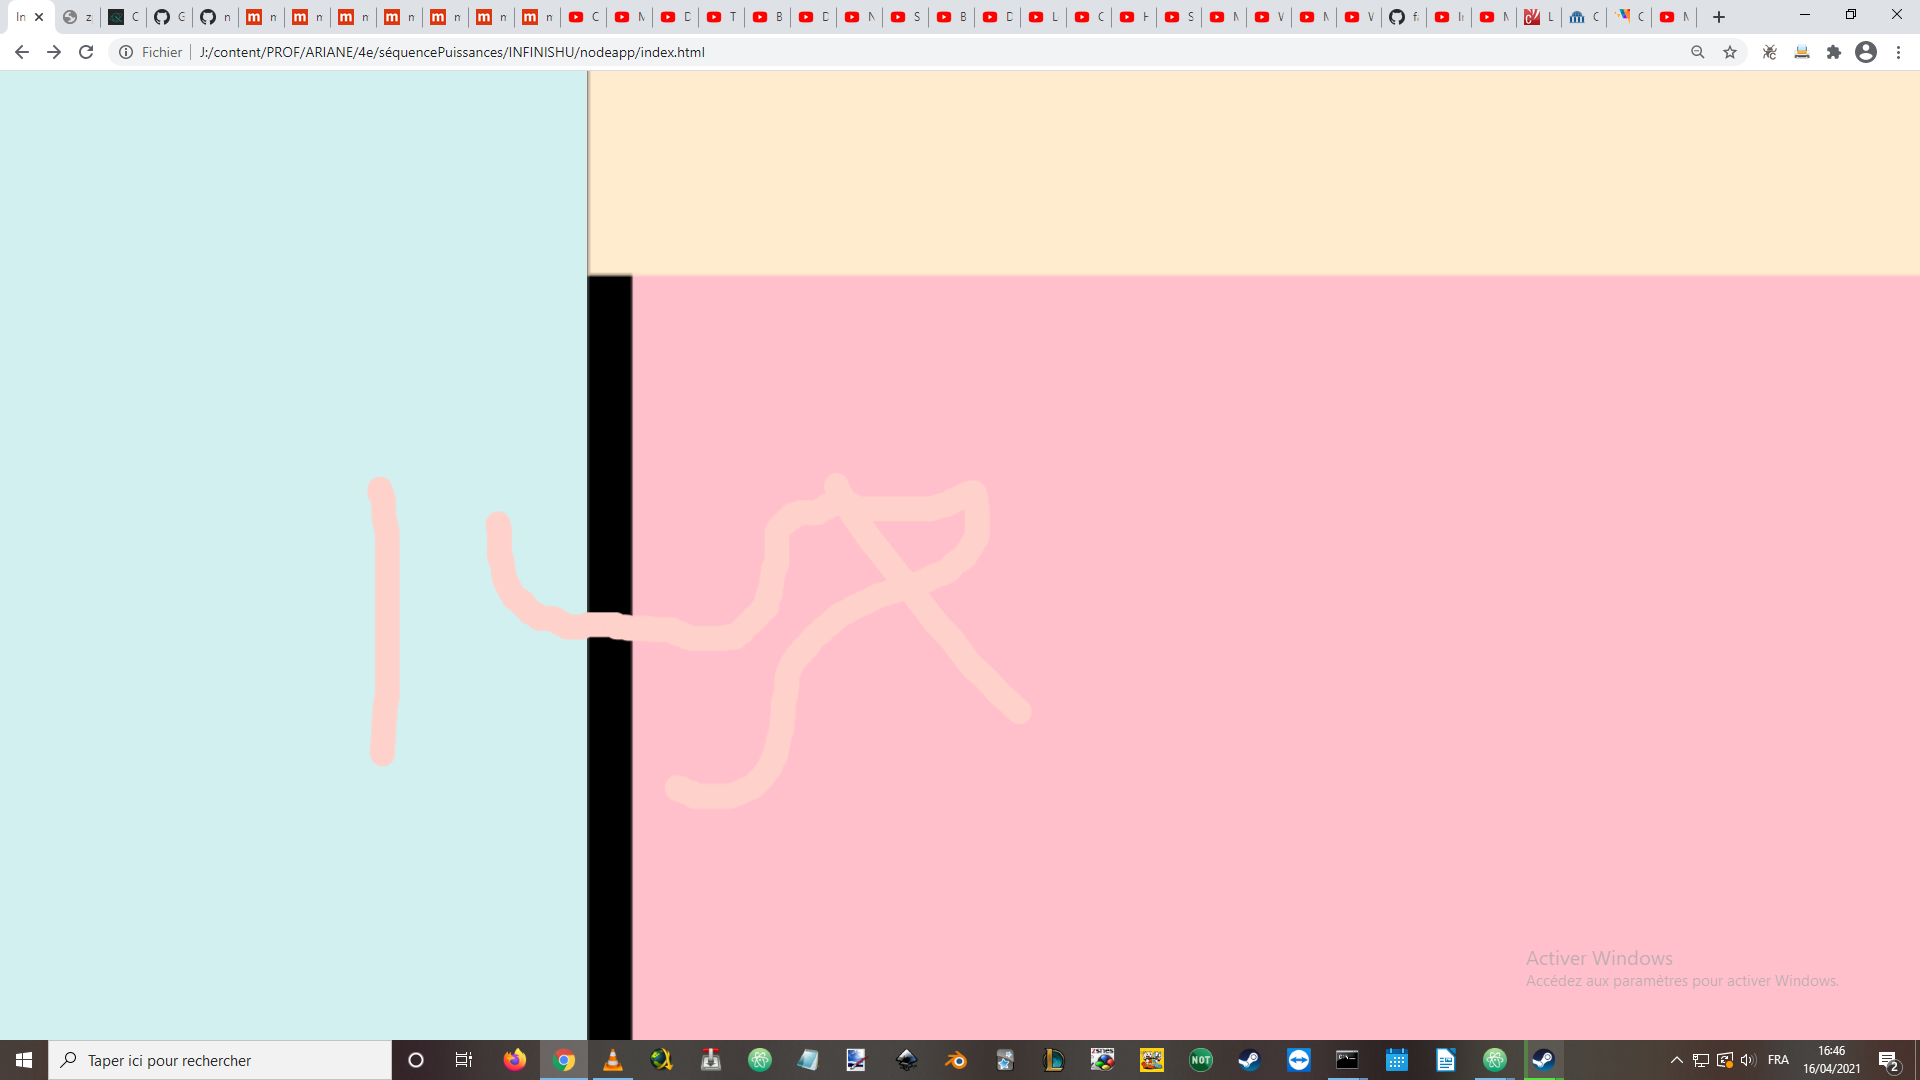 In
J:/content/PROF/ARIANE/4e/séquencePuissances/INFINISHU/nodeapp/index.html
Fichier
Activer Windows
Accédez aux paramètres pour activer Windows.
Taper ici pour rechercher
NOT
FRA
16:46
16/04/2021
2